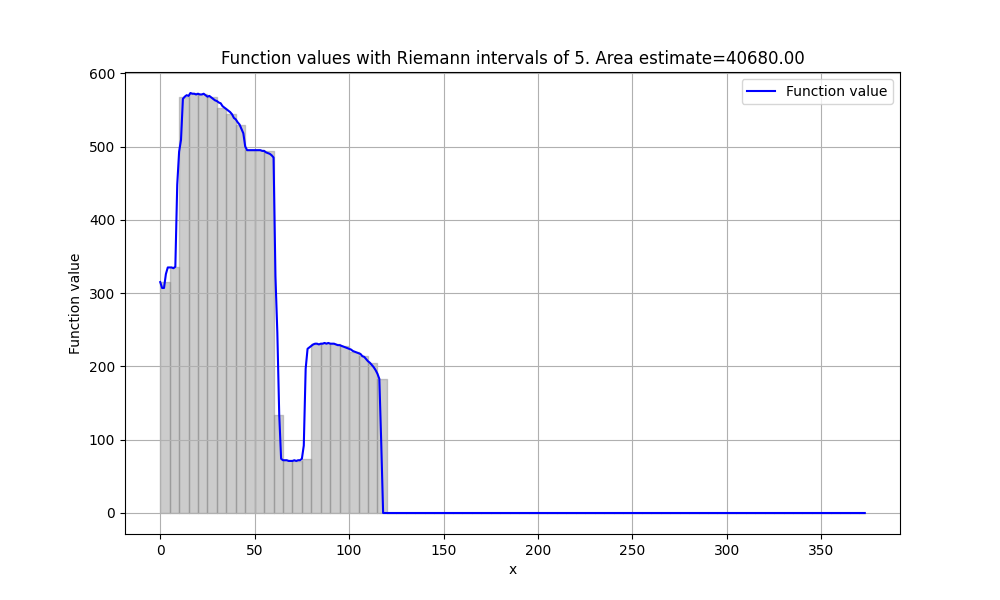 Function values with Riemann intervals of 5. Area estimate=40680.00
Function value
600
500
400
300
200
100
0
Function value
0 50 100 150 200 250 300 350
x